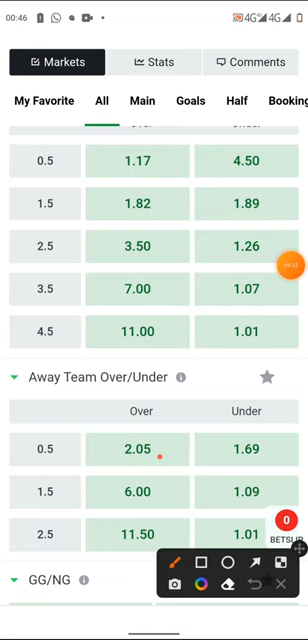 00:46
4G 4G
Markets Stats Comments
My Favorite All Main Goals Half Booking
0.5 1.17 4.50
1.5 1.82 1.89
2.5 3.50 1.26
3.5 7.00 1.07
4.5 11.00 1.01
Away Team Over/Under
Over Under
0.5 2.05 1.69
1.5 6.00 1.09
2.5 11.50 1.01
0
BETSLIP
GG/NG